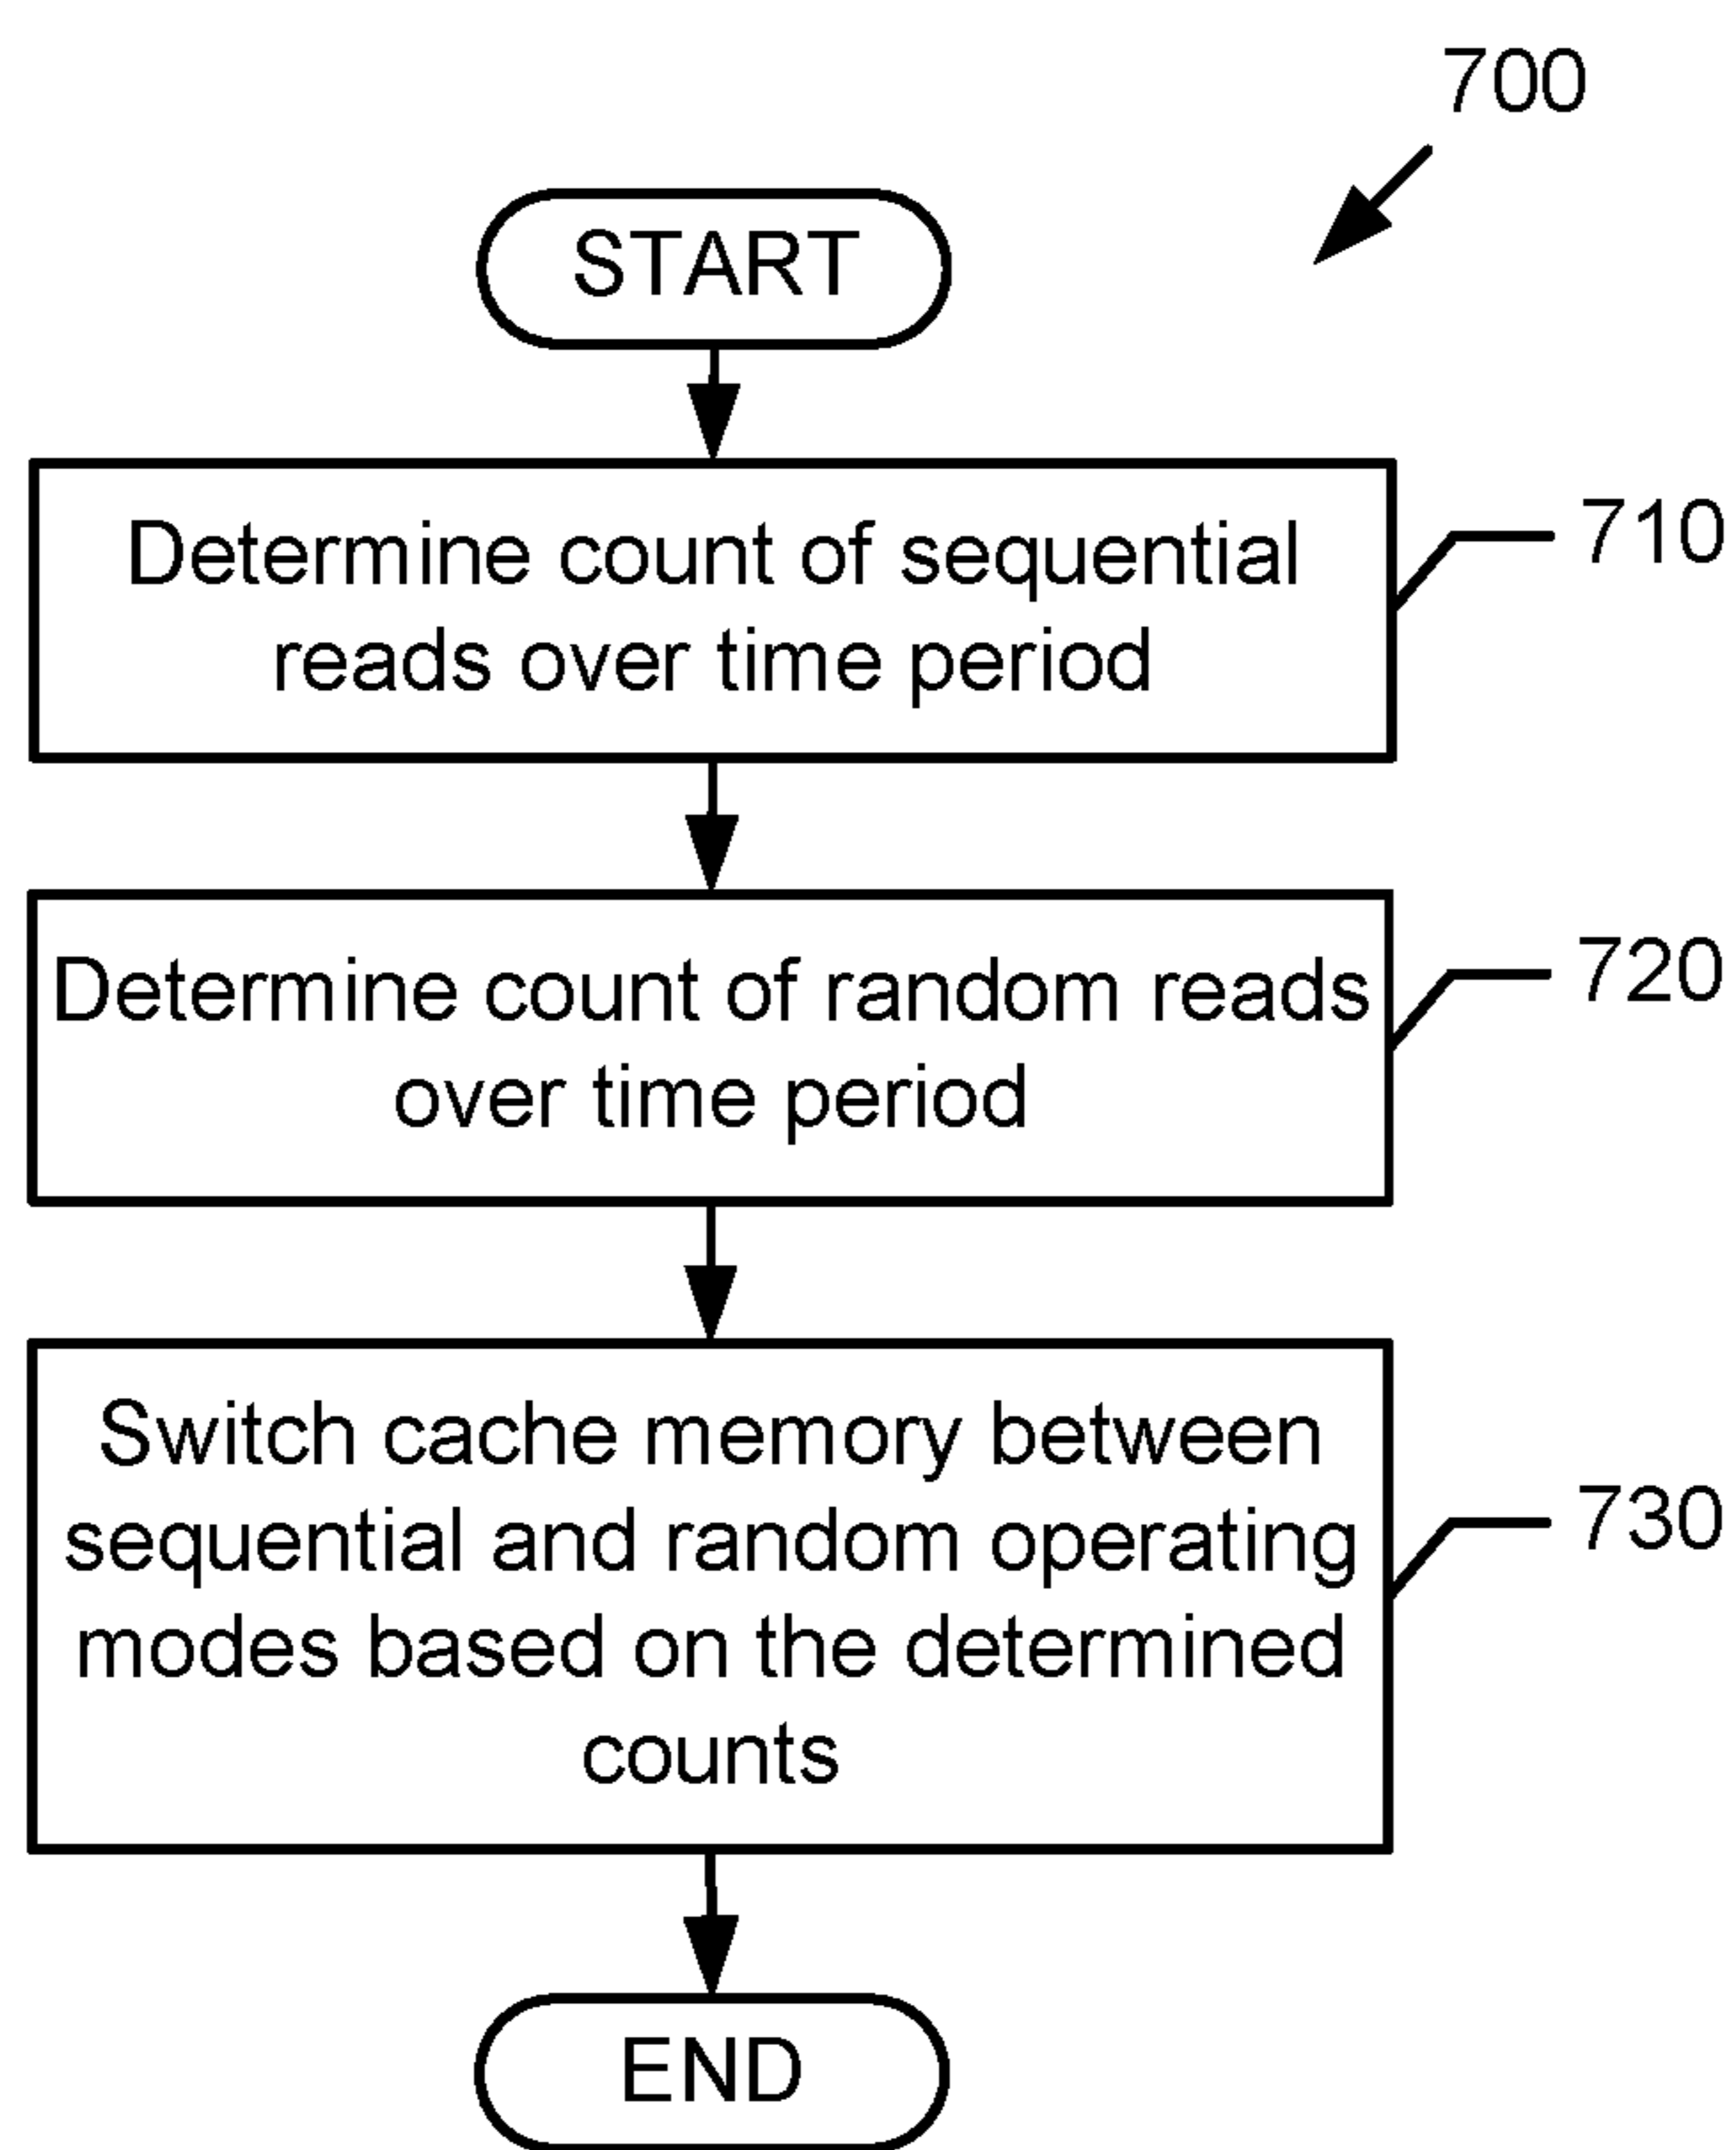 700
START
Determine count of sequential
reads over time period
710
Determine count of random reads
over time period
720
Switch cache memory between
sequential and random operating
modes based on the determined
counts
730
END